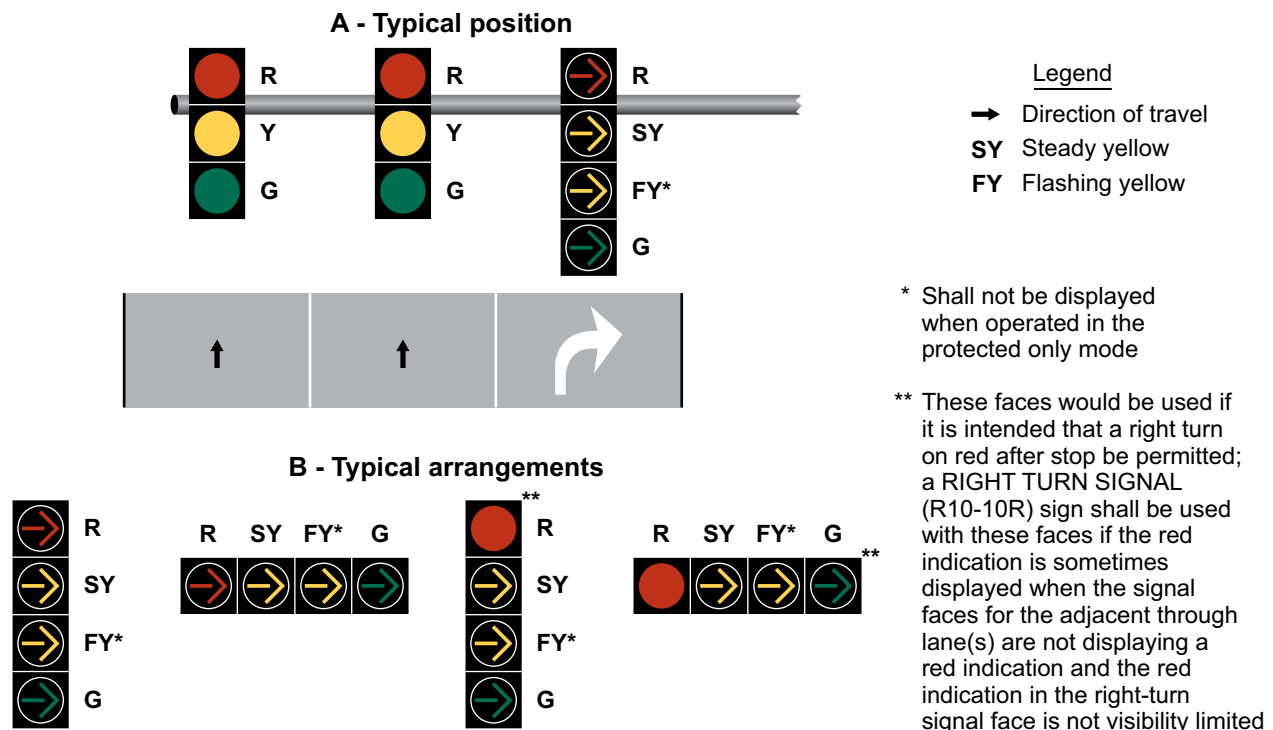 A - Typical position
R
R
R
Y
Y
SY
G
G
FY*
G
Legend
Direction of travel
SY Steady yellow
FY Flashing yellow
* Shall not be displayed
when operated in the
protected only mode
** These faces would be used if
it is intended that a right turn
on red after stop be permitted;
a RIGHT TURN SIGNAL
(R10-10R) sign shall be used
with these faces if the red
indication is sometimes
displayed when the signal
faces for the adjacent through
lane(s) are not displaying a
red indication and the red
indication in the right-turn
signal face is not visibility limited
B - Typical arrangements
R
SY
FY*
G
R SY FY* G
**
R
SY
FY*
G
R SY FY* G
**